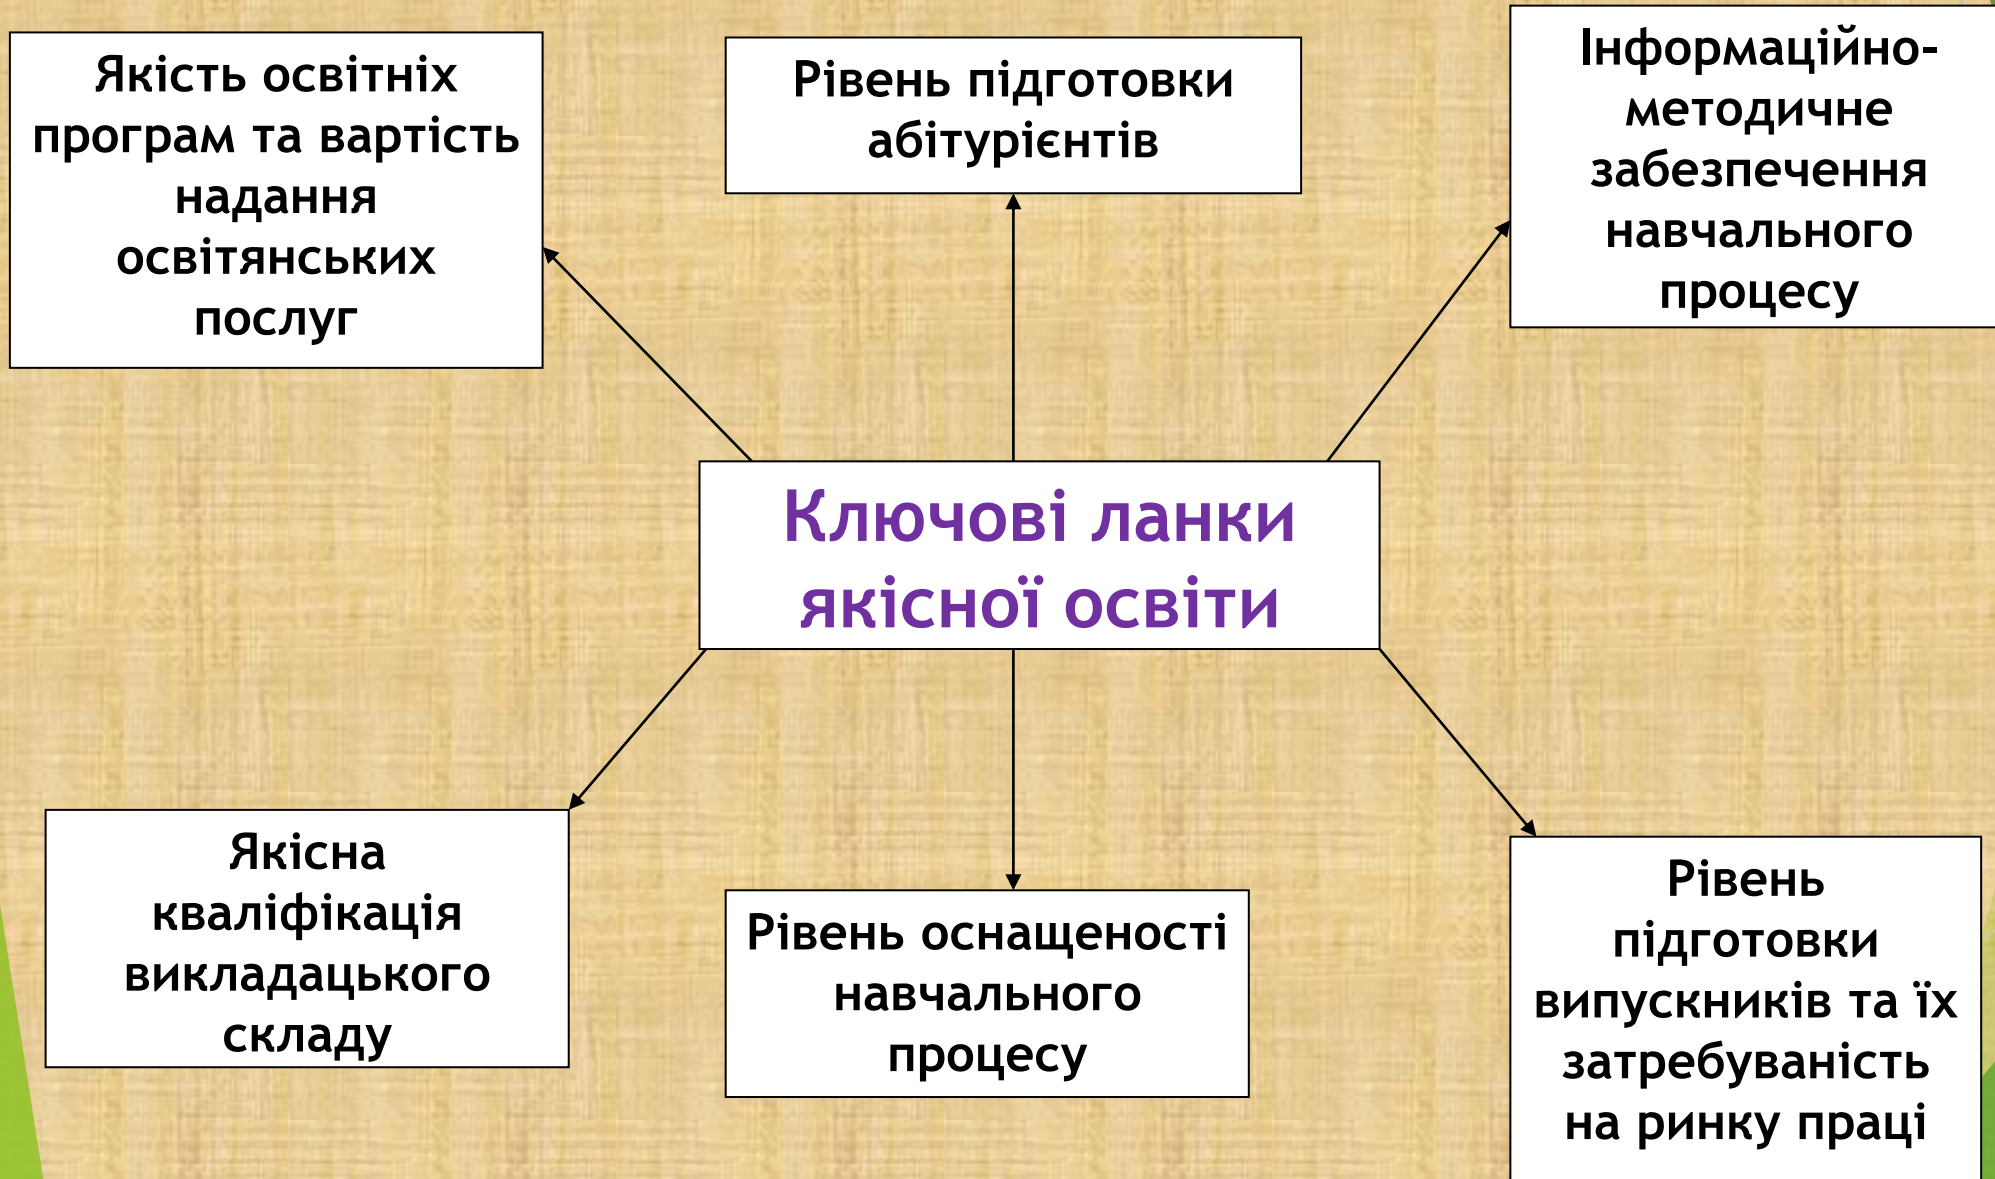 Якість освітніх
програм та вартість
надання
освітянських
послуг
Рівень підготовки
абітурієнтів
Інформаційно-
методичне
забезпечення
навчального
процесу
Ключові ланки
якісної освіти
Якісна
кваліфікація
викладацького
складу
Рівень оснащеності
навчального
процесу
Рівень
підготовки
випускників та їх
затребуваність
на ринку праці